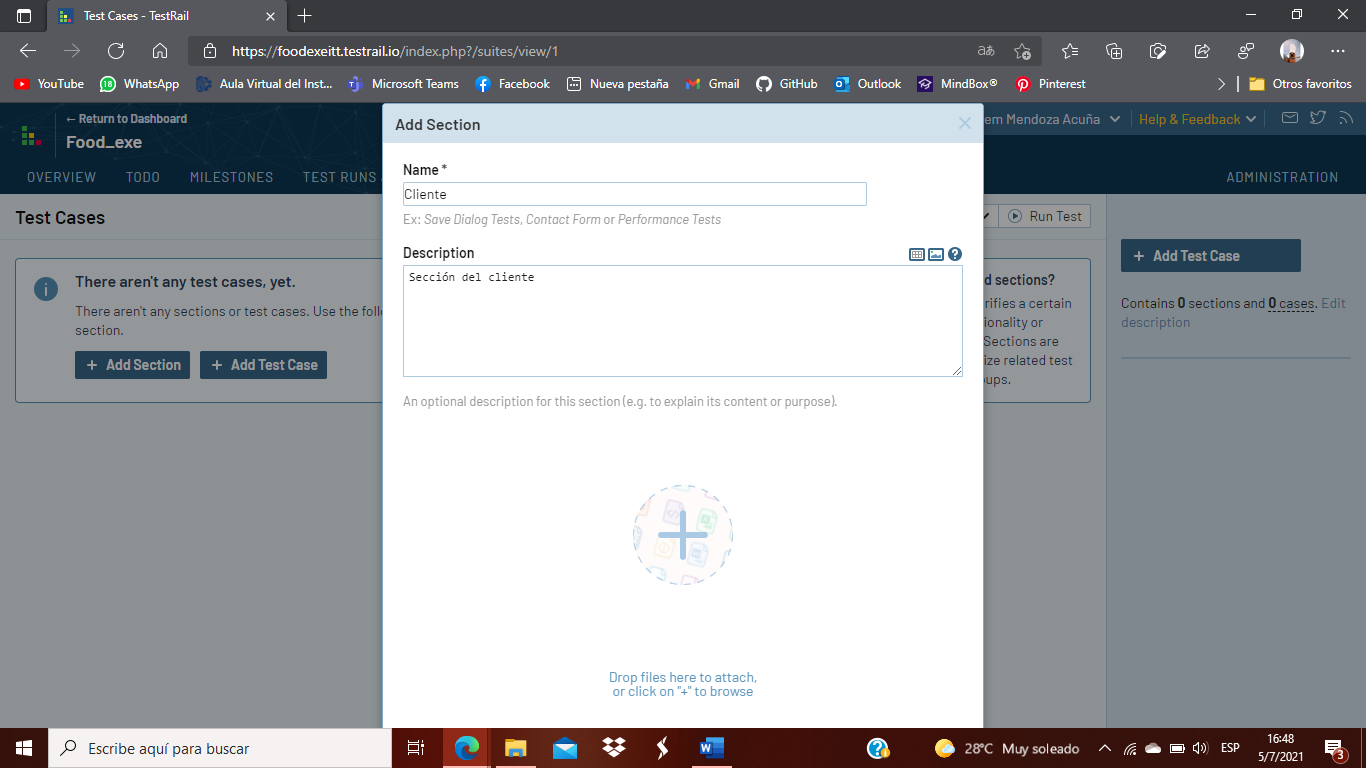 Test Cases - TestRail
https://foodexeitt.testrail.io/index.php?/suites/view/1
YouTube
18
WhatsApp
Aula Virtual del Inst...
Microsoft Teams
Facebook
Nueva pestaña
Gmail
GitHub
Outlook
MindBox®
Pinterest
Otros favoritos
← Return to Dashboard
Food_exe
em Mendoza Acuña
Help & Feedback
OVERVIEW
TODO
MILESTONES
TEST RUNS
ADMINISTRATION
Test Cases
Run Test
Add Section
Name *
Cliente
Ex: Save Dialog Tests, Contact Form or Performance Tests
Description
Sección del cliente
An optional description for this section (e.g. to explain its content or purpose).
Drop files here to attach,
or click on "+" to browse
There aren't any test cases, yet.
There aren't any sections or test cases. Use the foll
section.
+ Add Section
+ Add Test Case
d sections?
rifies a certain
ionality or
Sections are
ize related test
oups.
+ Add Test Case
Contains 0 sections and 0 cases. Edit
description
Escribe aquí para buscar
28°C Muy soleado
ESP
16:48
5/7/2021
3